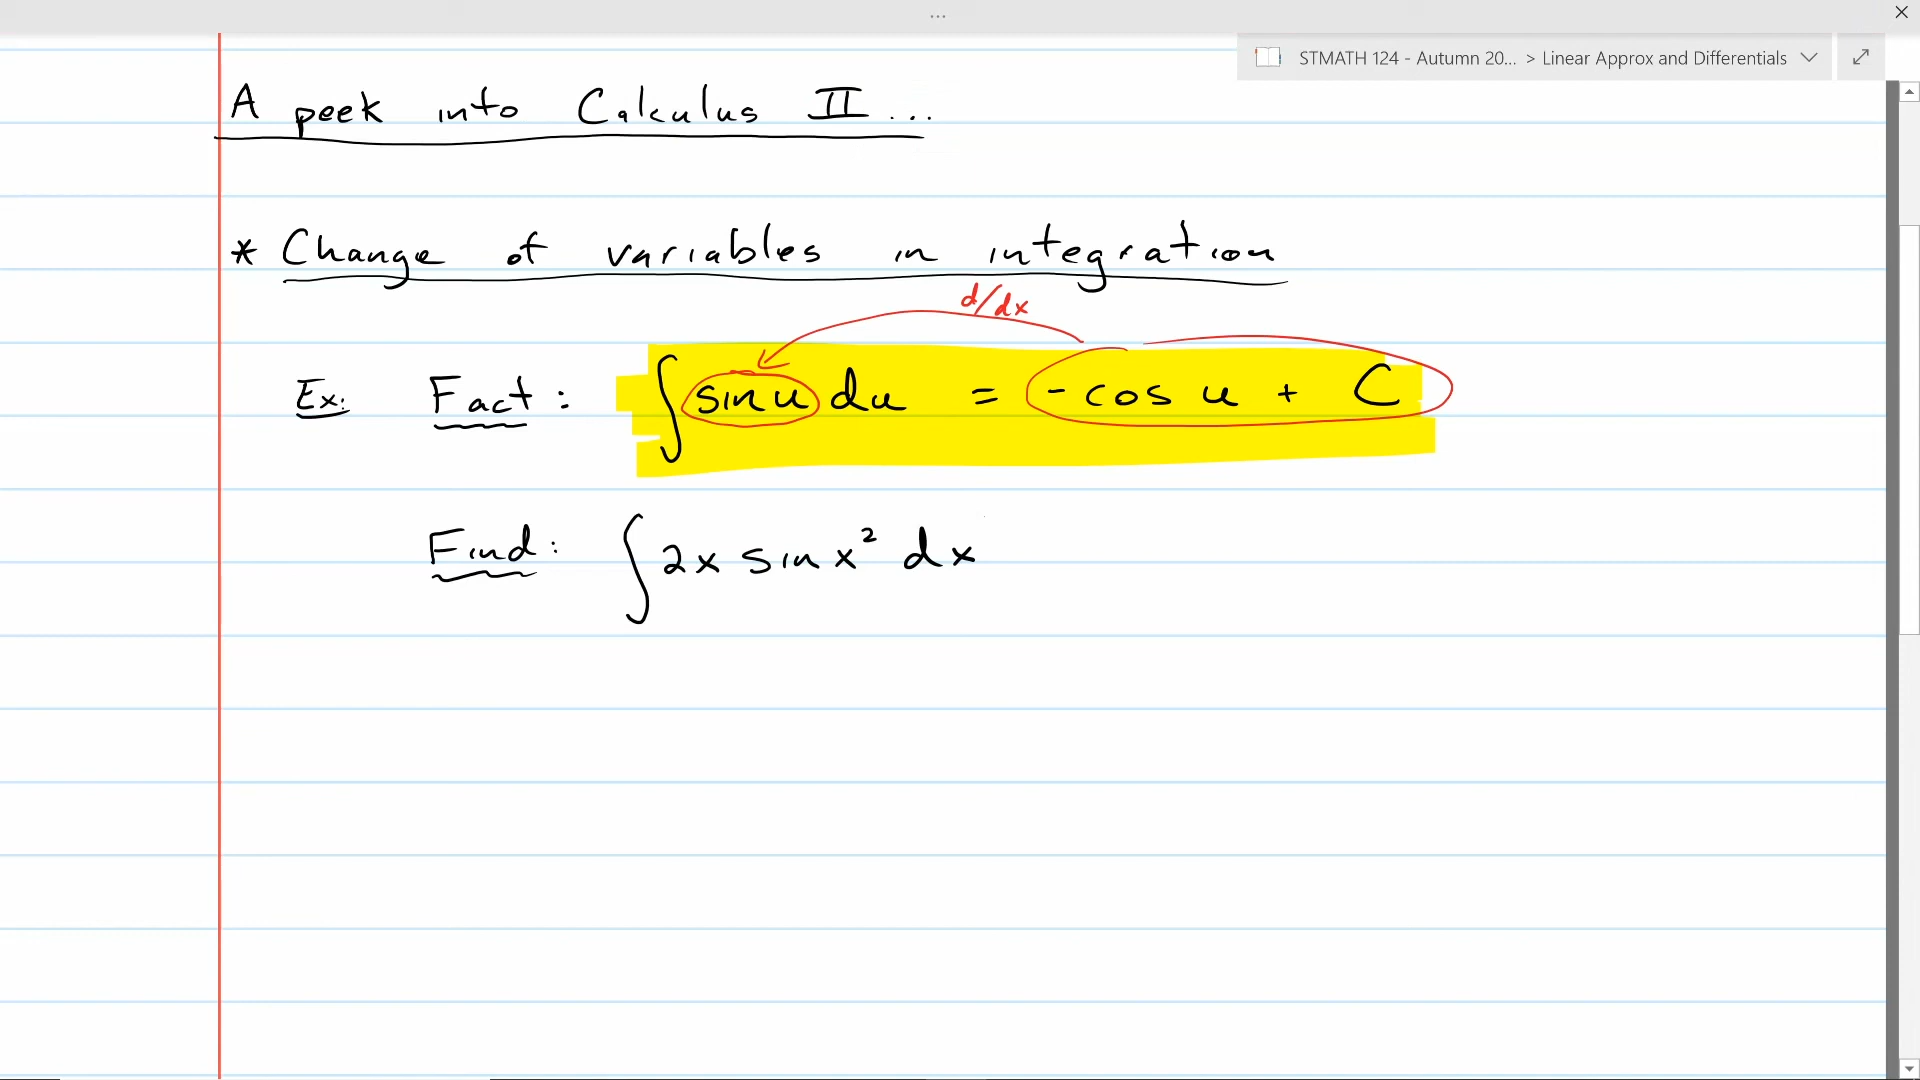 ...
STMATH 124 - Autumn 20... > Linear Approx and Differentials
A peek into Calculus II...
* Change of variables in integration
d/dx
Ex: Fact: ∫ sin u du = -cos u + C
Find: ∫ 2x sin x² dx